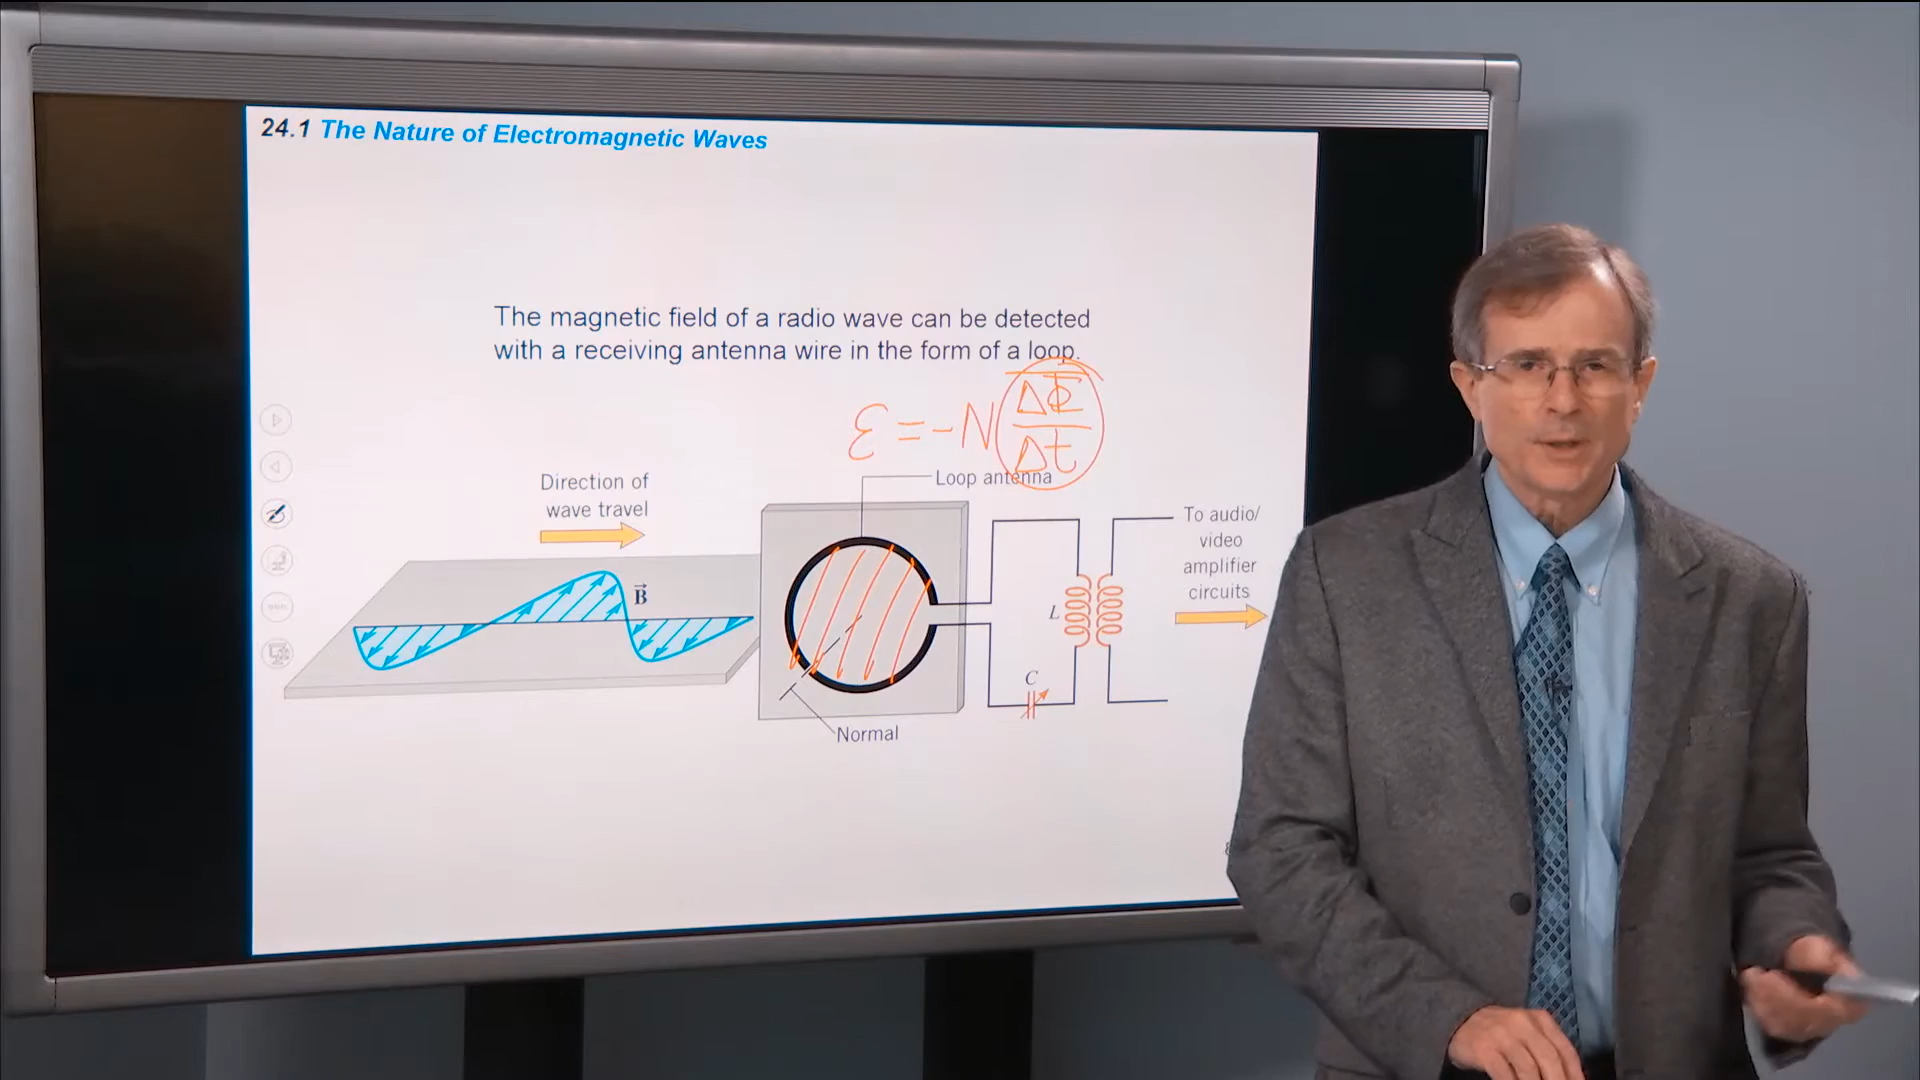 24.1 The Nature of Electromagnetic Waves
The magnetic field of a radio wave can be detected
with a receiving antenna wire in the form of a loop.
ℰ = -N ΔΦ/Δt
Loop antenna
Direction of
wave travel
B⃗
To audio/
video
amplifier
circuits
L
C
Normal